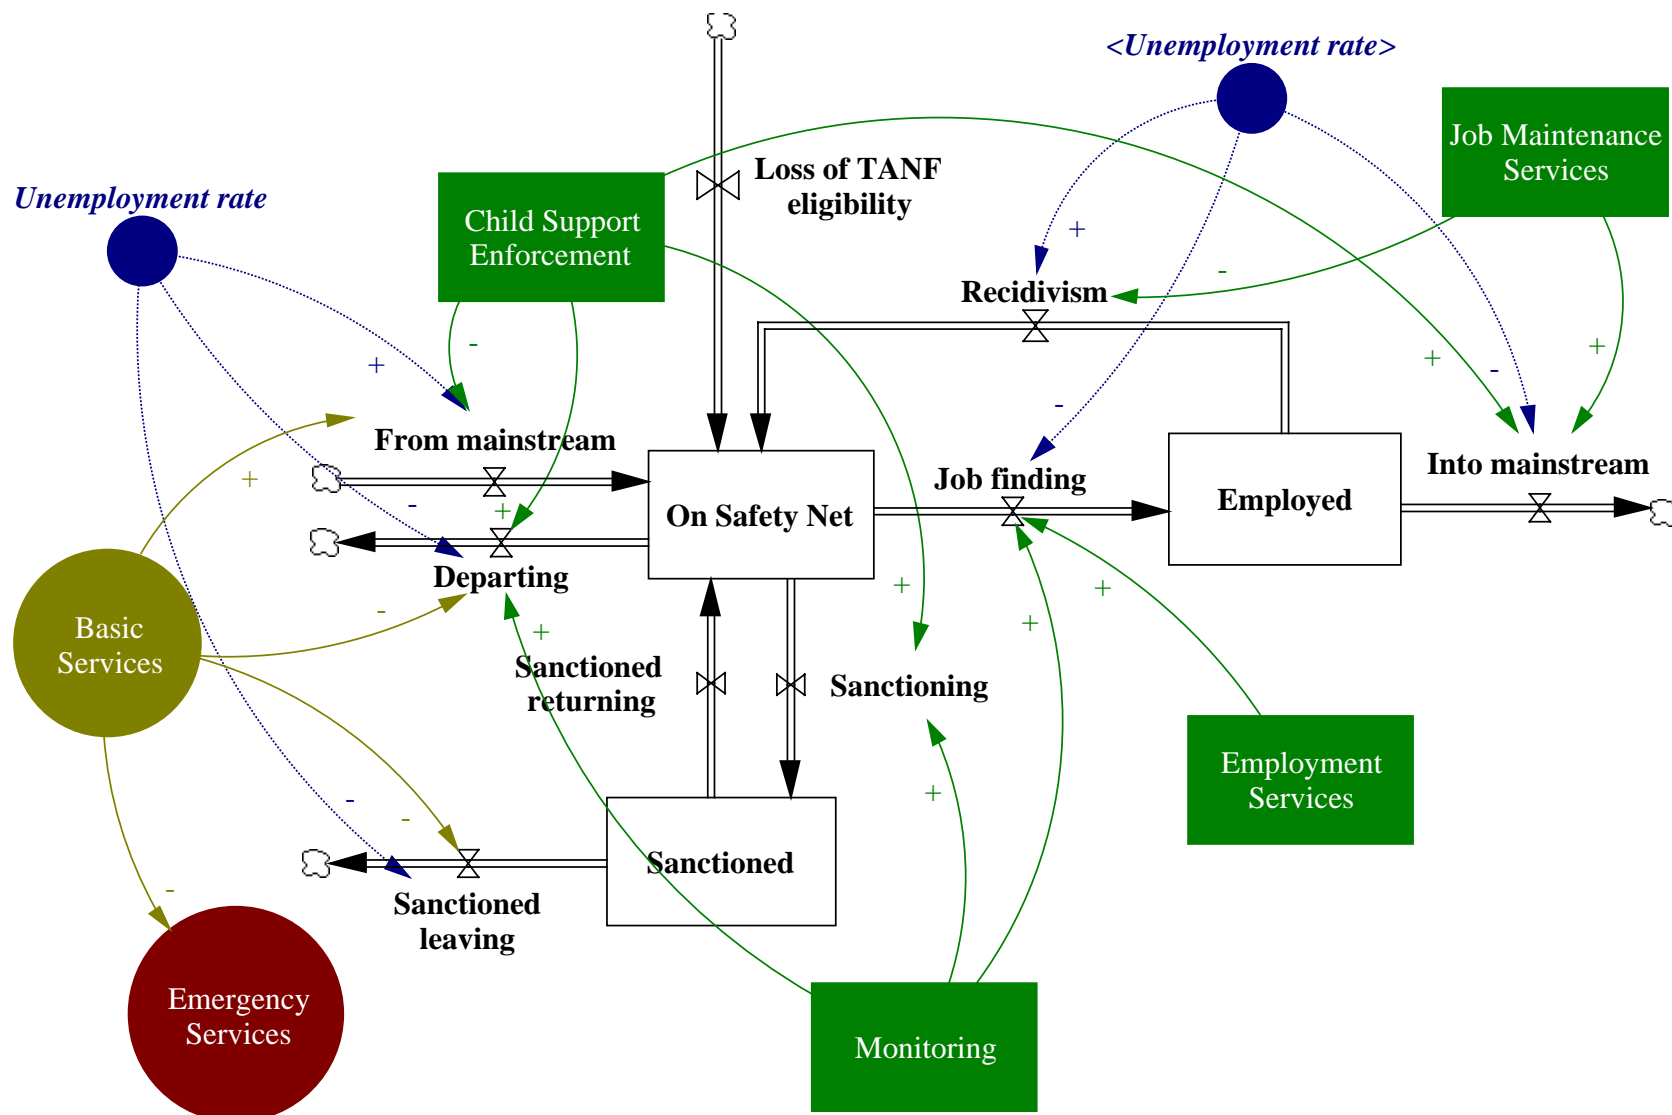 <Unemployment rate>
Job Maintenance
Services
Loss of TANF
eligibility
Unemployment rate
Child Support
Enforcement
+
-
Recidivism
-
+
+
+
-
From mainstream
-
Into mainstream
+
Job finding
-
+
On Safety Net
Employed
Departing
+
+
-
+
+
Basic
Services
Sanctioned
returning
Sanctioning
Employment
Services
-
+
-
Sanctioned
Sanctioned
leaving
-
Emergency
Services
Monitoring